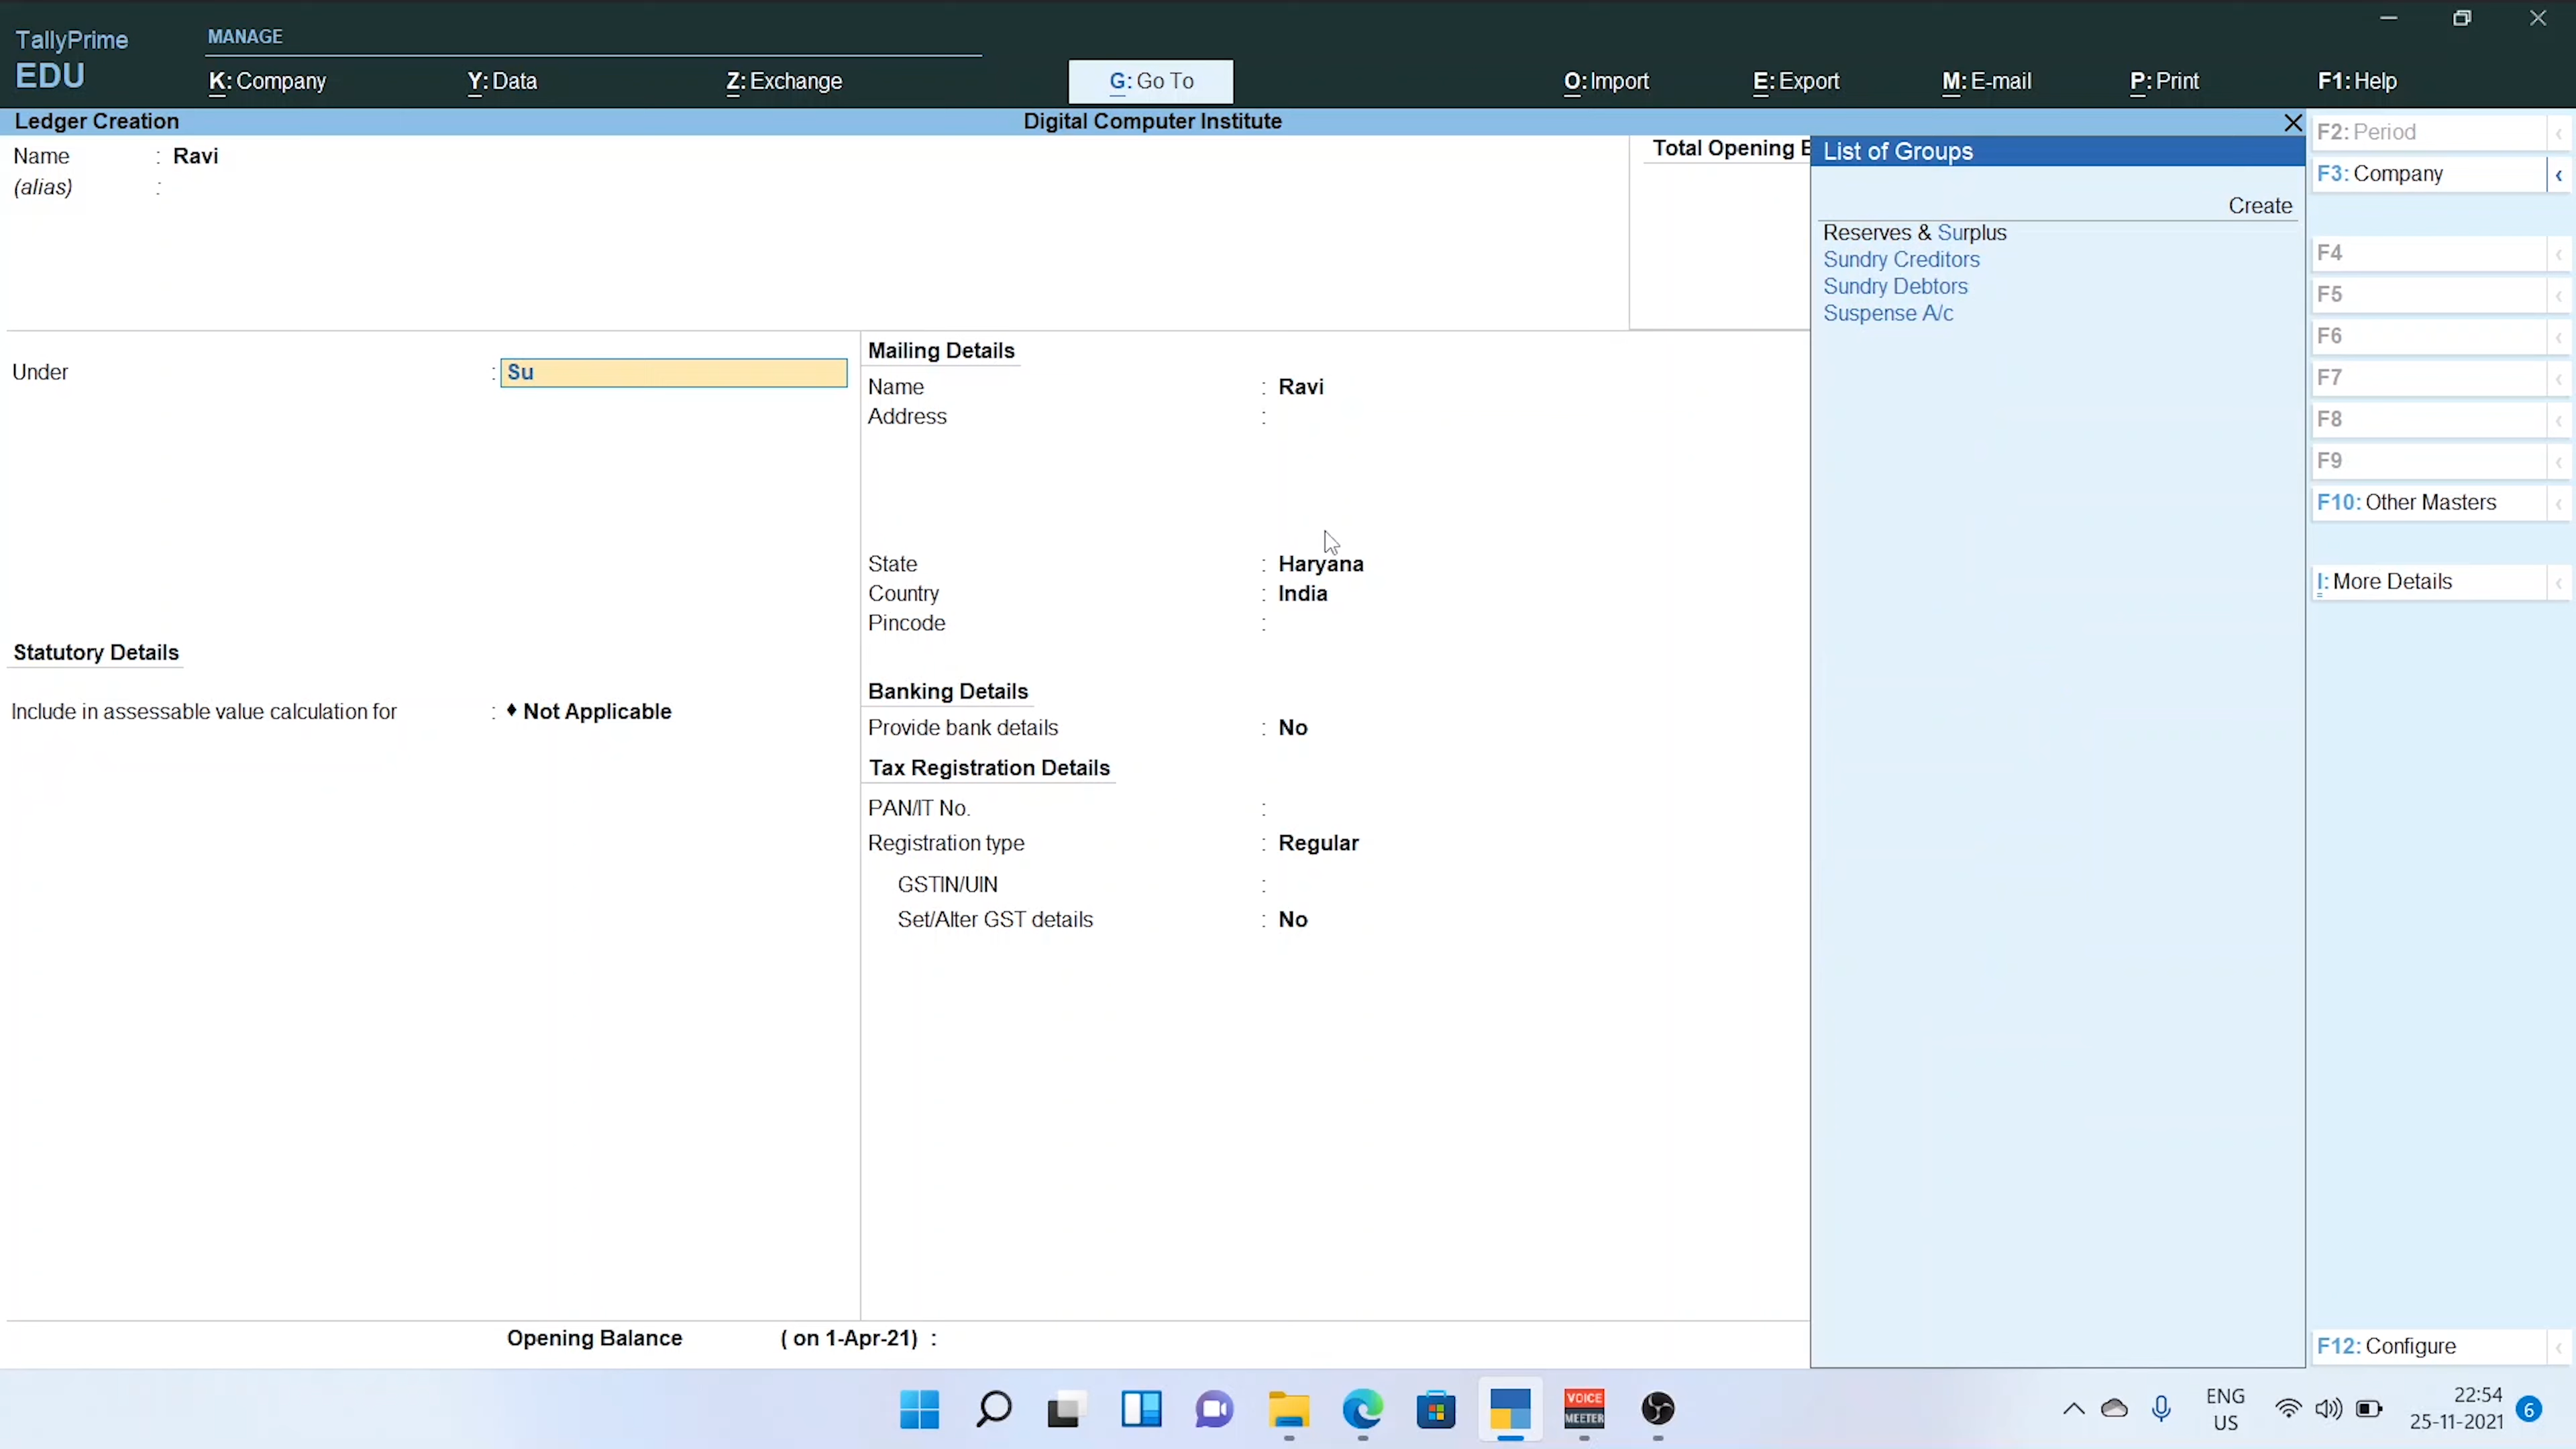 TallyPrime
EDU
MANAGE
K: Company
Y: Data
Z: Exchange
G: Go To
O: Import
E: Export
M: E-mail
P: Print
F1: Help
Ledger Creation
Digital Computer Institute
Name : Ravi
(alias) :
Total Opening
List of Groups
Create
Reserves & Surplus
Sundry Creditors
Sundry Debtors
Suspense A/c
Under : Su
Mailing Details
Name : Ravi
Address :
State : Haryana
Country : India
Pincode :
Statutory Details
Include in assessable value calculation for : ♦ Not Applicable
Banking Details
Provide bank details : No
Tax Registration Details
PAN/IT No. :
Registration type : Regular
GSTIN/UIN :
Set/Alter GST details : No
Opening Balance ( on 1-Apr-21) :
F2: Period
F3: Company
F4
F5
F6
F7
F8
F9
F10: Other Masters
I: More Details
F12: Configure
VOICE
MEETER
ENG
US
22:54
25-11-2021
6